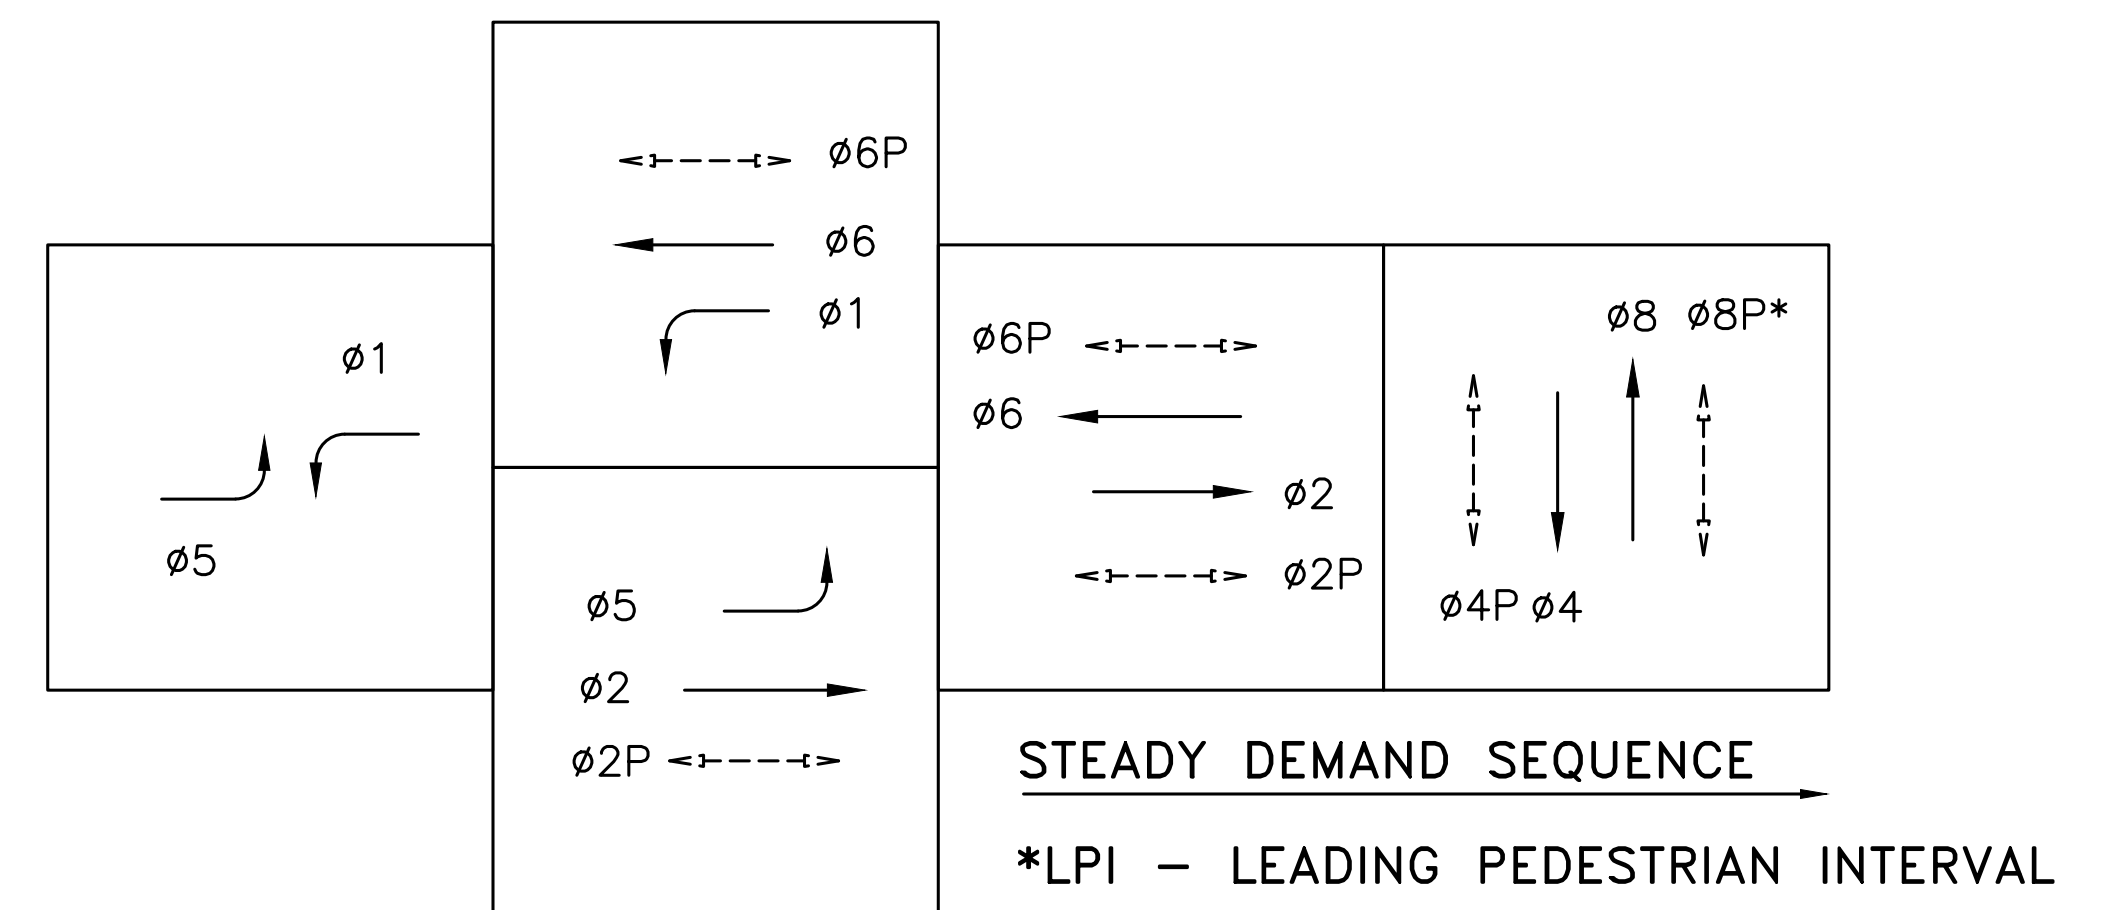 ø1
ø5
ø6P
ø6
ø1
ø5
ø2
ø2P
ø6P
ø6
ø2
ø2P
ø8 ø8P*
ø4P ø4
STEADY DEMAND SEQUENCE
*LPI – LEADING PEDESTRIAN INTERVAL